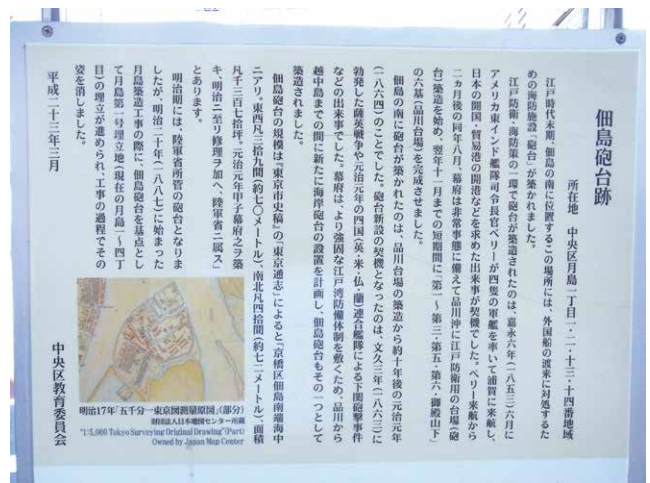 佃島砲台跡
所在地　中央区月島一丁目一・二・十三・十四番地域
江戸時代末期、佃島の南に位置するこの場所には、外国船の渡来に対処するた
めの海防施設「砲台」が築かれました。
江戸防衛・海防策の一環で砲台が築造されたのは、嘉永六年（一八五三）六月に
アメリカ東インド艦隊司令長官ペリーが四隻の軍艦を率いて浦賀に来航し、
日本の開国・貿易港の開港などを求めた出来事が契機でした。ペリー来航から
二ヵ月後の同年八月、幕府は非常事態に備えて品川沖に江戸防衛用の台場（砲
台）築造を始め、翌年十一月までの短期間に「第一～第三・第五・第六・御殿山下」
の六基（品川台場）を完成させました。
佃島の南に砲台が築かれたのは、品川台場の築造から約十年後の元治元年
（一八六四）のことでした。砲台新設の契機となったのは、文久三年（一八六三）に
勃発した薩英戦争や元治元年の四国（英・米・仏・蘭）連合艦隊による下関砲撃事件
などの出来事でした。幕府は、より強固な江戸湾防備体制を敷くため、品川から
越中島までの間に新たに海岸砲台の設置を計画し、佃島砲台もその一つとして
築造されました。
佃島砲台の規模は『東京市史稿』の「東京通志」によると「京橋区佃島南端海中
ニアリ。東西凡三拾九間（約七〇メートル）、南北凡四拾間（約七二メートル）、面積
凡千三百七拾坪。元治元年甲子幕府之ヲ築
キ、明治ニ至リ修理ヲ加ヘ、陸軍省ニ属ス」
とあります。
明治期には、陸軍省所管の砲台となりま
したが、明治二十年（一八八七）に始まった
月島築造工事の際に、佃島砲台を基点とし
て月島第一号埋立地（現在の月島一～四丁
目）の埋立が進められ、工事の過程でその
姿を消しました。
平成二十三年三月
中央区教育委員会
明治17年「五千分一東京図測量原図」（部分）
財団法人日本地図センター所蔵
"1:5,000 Tokyo Surveying Original Drawing"(Part)
Owned by Japan Map Center